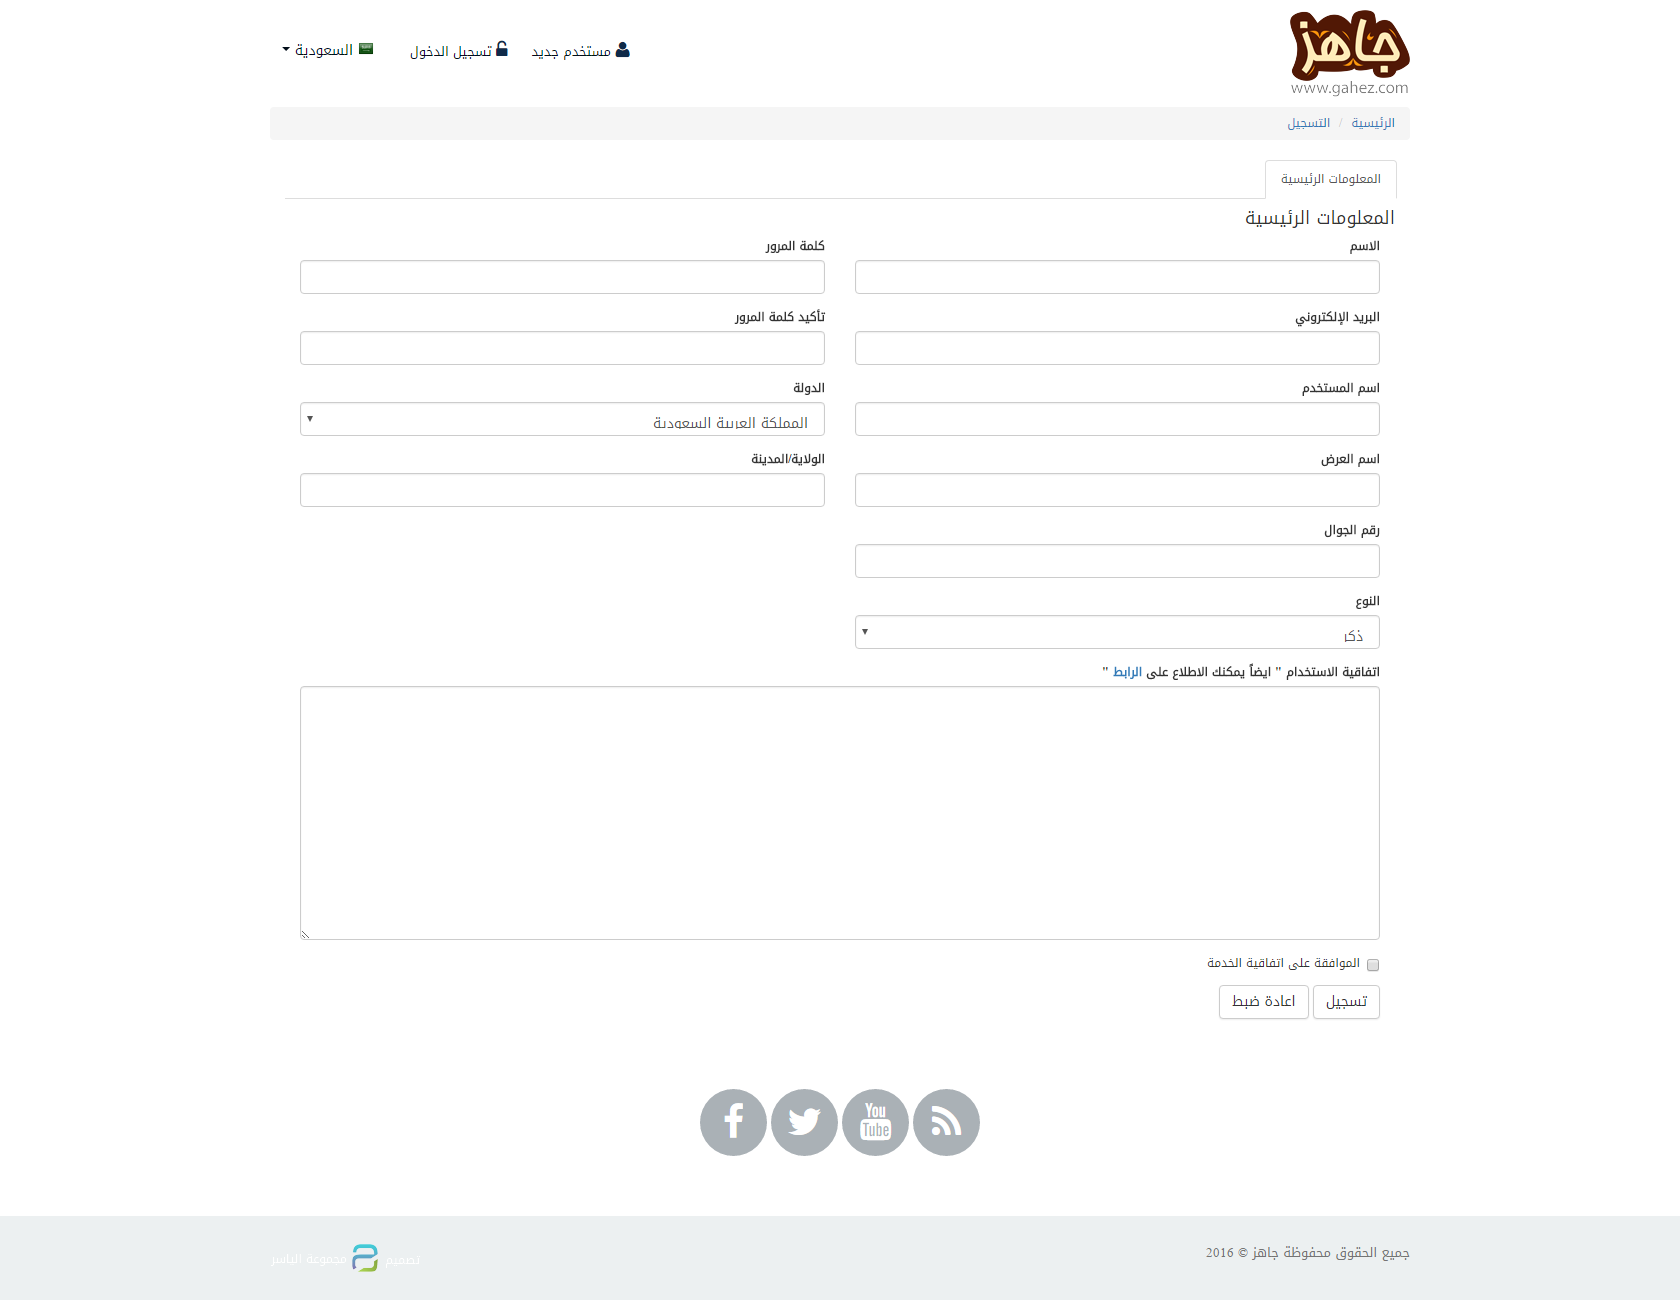 جاهز
www.gahez.com
مستخدم جديد
تسجيل الدخول
السعودية
الرئيسية / التسجيل
المعلومات الرئيسية
المعلومات الرئيسية
الاسم
كلمة المرور
البريد الإلكتروني
تأكيد كلمة المرور
اسم المستخدم
الدولة
المملكة العربية السعودية
اسم العرض
الولاية/المدينة
رقم الجوال
النوع
ذكر
اتفاقية الاستخدام " ايضاً يمكنك الاطلاع على الرابط "
الموافقة على اتفاقية الخدمة
تسجيل
اعادة ضبط
You Tube
جميع الحقوق محفوظة جاهز © 2016
تصميم مجموعة الياسر